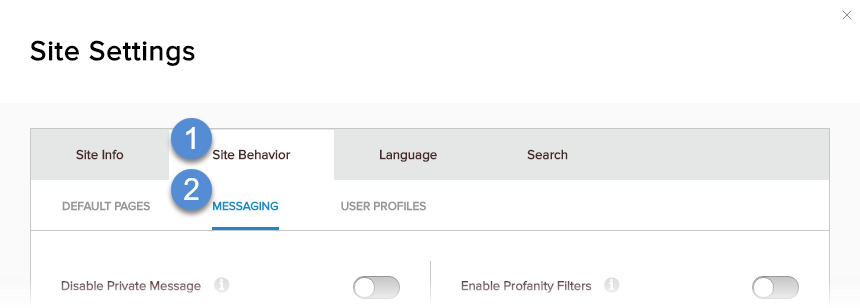 Site Settings
Site Info 1 Site Behavior Language Search
DEFAULT PAGES 2 MESSAGING USER PROFILES
Disable Private Message i Enable Profanity Filters i